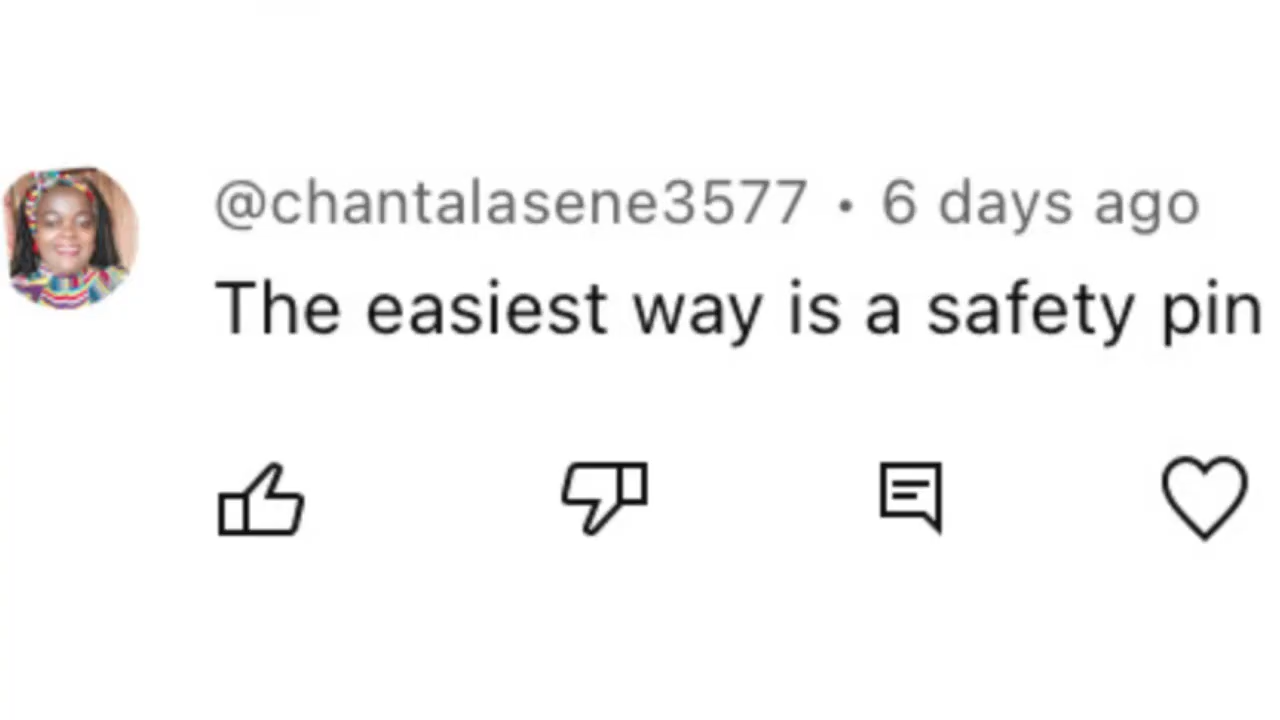 @chantalasene3577 • 6 days ago
The easiest way is a safety pin